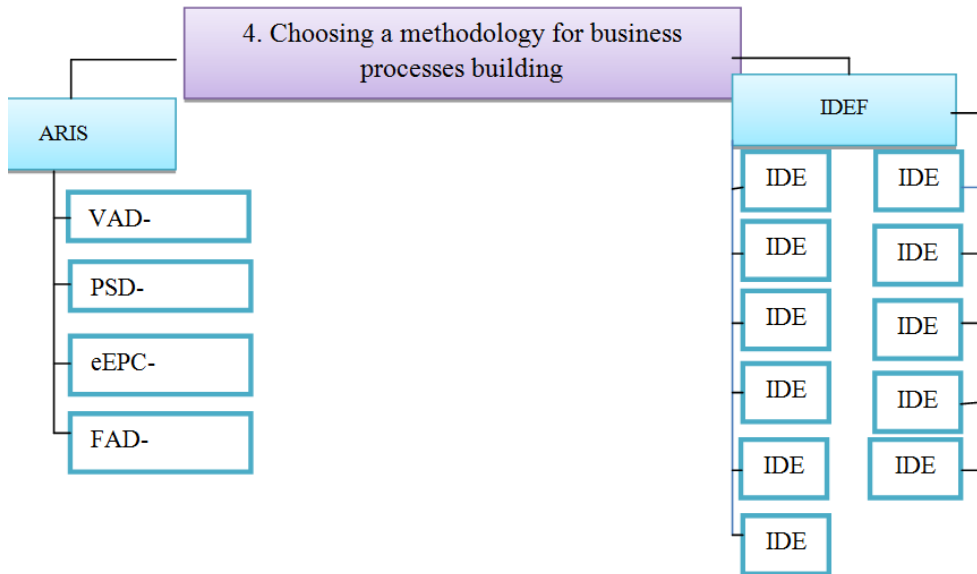 4. Choosing a methodology for business
processes building
ARIS
IDEF
VAD-
PSD-
eEPC-
FAD-
IDE
IDE
IDE
IDE
IDE
IDE
IDE
IDE
IDE
IDE
IDE